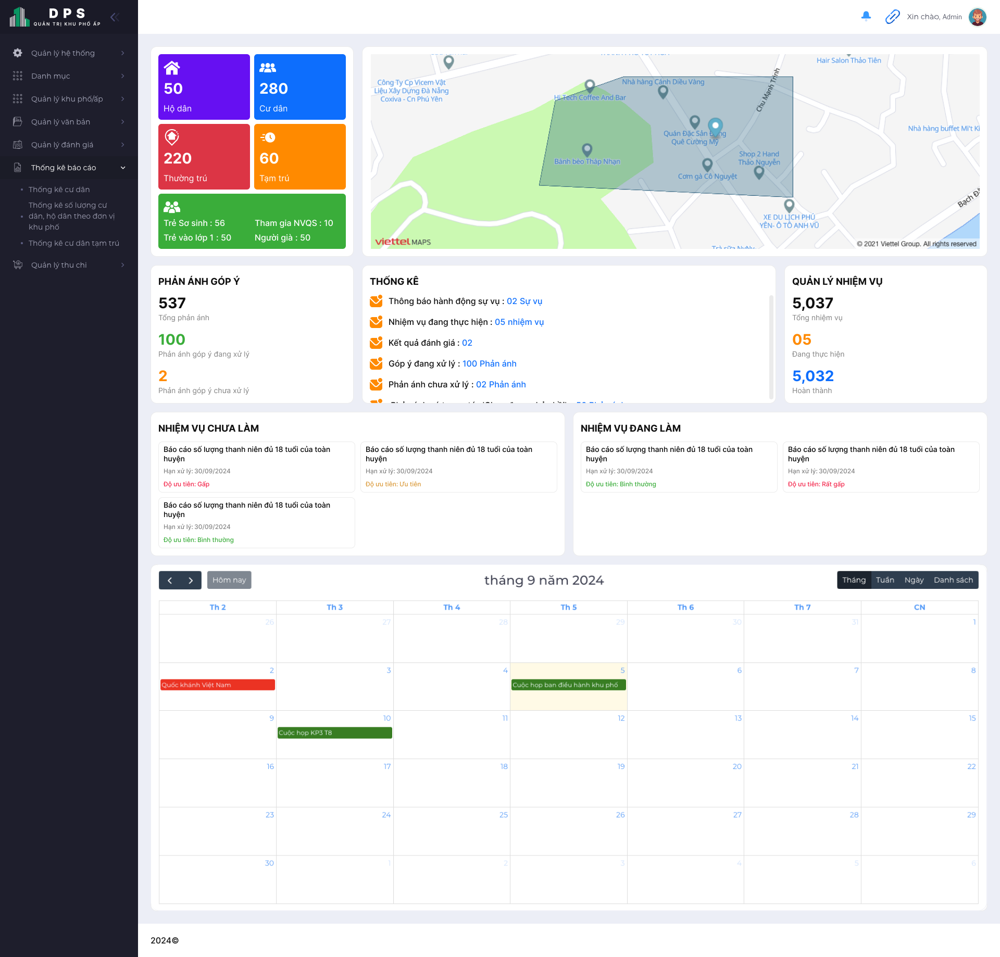 DPS
QUẢN TRỊ KHU PHỐ ẤP
Xin chào, Admin
Quản lý hệ thống
Danh mục
Quản lý khu phố/ấp
Quản lý văn bản
Quản lý đánh giá
Thống kê báo cáo
Thống kê cư dân
Thống kê số lượng cư
dân, hộ dân theo đơn vị
khu phố
Thống kê cư dân tạm trú
Quản lý thu chi
50
Hộ dân
280
Cư dân
220
Thường trú
60
Tạm trú
Trẻ Sơ sinh : 56
Tham gia NVQS : 10
Trẻ vào lớp 1 : 50
Người già : 50
Hair Salon Thảo Tiên
Công Ty Cp Vicem Vật
Liệu Xây Dựng Đà Nẵng
Coxiva - Cn Phú Yên
Nhà hàng Cánh Diều Vàng
Hi Tech Coffee And Bar
Chu Mạnh Trinh
Nhà hàng buffet Mi't Ki
Quán Đặc Sản Đồng
Quê Cường Mỹ
Bánh bèo Tháp Nhạn
Shop 2 Hand
Thảo Nguyễn
Cơm gà Cô Nguyệt
Bạch Đằ
XE DU LỊCH PHÚ
YÊN- Ô TÔ ANH VŨ
Trà sữa NyNy
viettel MAPS
© 2021 Viettel Group. All rights reserved
PHẢN ÁNH GÓP Ý
537
Tổng phản ánh
100
Phản ánh góp ý đang xử lý
2
Phản ánh góp ý chưa xử lý
THỐNG KÊ
Thông báo hành động sự vụ : 02 Sự vụ
Nhiệm vụ đang thực hiện : 05 nhiệm vụ
Kết quả đánh giá : 02
Góp ý đang xử lý : 100 Phản ánh
Phản ánh chưa xử lý : 02 Phản ánh
QUẢN LÝ NHIỆM VỤ
5,037
Tổng nhiệm vụ
05
Đang thực hiện
5,032
Hoàn thành
NHIỆM VỤ CHƯA LÀM
Báo cáo số lượng thanh niên đủ 18 tuổi của toàn
huyện
Hạn xử lý: 30/09/2024
Độ ưu tiên: Gấp
Báo cáo số lượng thanh niên đủ 18 tuổi của toàn
huyện
Hạn xử lý: 30/09/2024
Độ ưu tiên: Ưu tiên
Báo cáo số lượng thanh niên đủ 18 tuổi của toàn
huyện
Hạn xử lý: 30/09/2024
Độ ưu tiên: Bình thường
NHIỆM VỤ ĐANG LÀM
Báo cáo số lượng thanh niên đủ 18 tuổi của toàn
huyện
Hạn xử lý: 30/09/2024
Độ ưu tiên: Bình thường
Báo cáo số lượng thanh niên đủ 18 tuổi của toàn
huyện
Hạn xử lý: 30/09/2024
Độ ưu tiên: Rất gấp
Hôm nay
tháng 9 năm 2024
Tháng Tuần Ngày Danh sách
Th 2 Th 3 Th 4 Th 5 Th 6 Th 7 CN
26 27 28 29 30 31 1
2 3 4 5 6 7 8
Quốc khánh Việt Nam
Cuộc họp ban điều hành khu phố
9 10 11 12 13 14 15
Cuộc họp KP3 T8
16 17 18 19 20 21 22
23 24 25 26 27 28 29
30 1 2 3 4 5 6
2024©